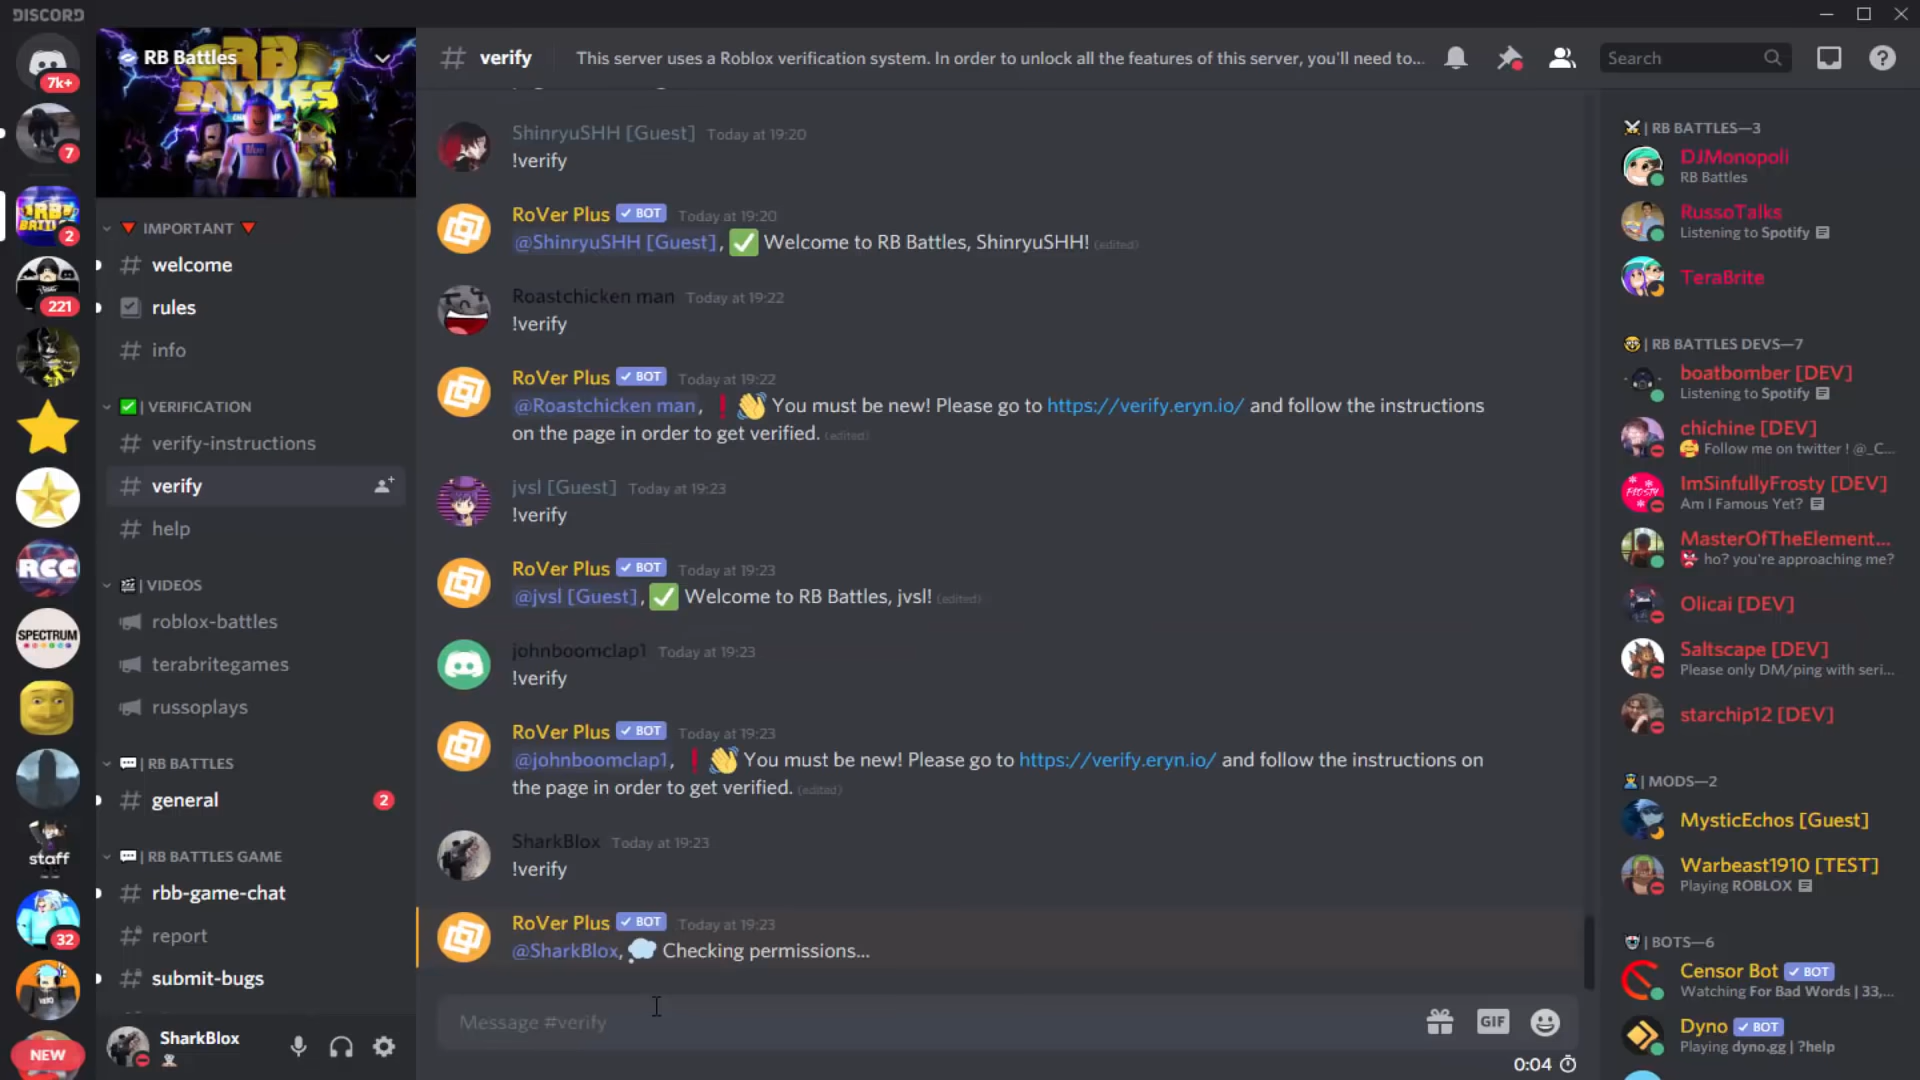 DISCORD
7k+
7
2
221
SPECTRUM
RCC
staff
32
NEW
RB Battles
RB BATTLES
Blue
IMPORTANT
welcome
rules
info
| VERIFICATION
verify-instructions
verify
help
| VIDEOS
roblox-battles
terabritegames
russoplays
| RB BATTLES
general
2
| RB BATTLES GAME
rbb-game-chat
report
submit-bugs
SharkBlox
verify
This server uses a Roblox verification system. In order to unlock all the features of this server, you'll need to...
Search
ShinryuSHH [Guest] Today at 19:20
!verify
RoVer Plus ✓ BOT Today at 19:20
@ShinryuSHH [Guest], ✅ Welcome to RB Battles, ShinryuSHH! (edited)
Roastchicken man Today at 19:22
!verify
RoVer Plus ✓ BOT Today at 19:22
@Roastchicken man, ❗👋 You must be new! Please go to https://verify.eryn.io/ and follow the instructions
on the page in order to get verified. (edited)
jvsl [Guest] Today at 19:23
!verify
RoVer Plus ✓ BOT Today at 19:23
@jvsl [Guest], ✅ Welcome to RB Battles, jvsl! (edited)
johnboomclap1 Today at 19:23
!verify
RoVer Plus ✓ BOT Today at 19:23
@johnboomclap1, ❗👋 You must be new! Please go to https://verify.eryn.io/ and follow the instructions on
the page in order to get verified. (edited)
SharkBlox Today at 19:23
!verify
RoVer Plus ✓ BOT Today at 19:23
@SharkBlox, 💭 Checking permissions...
Message #verify
GIF
0:04
| RB BATTLES—3
DJMonopoli
RB Battles
RussoTalks
Listening to Spotify
TeraBrite
| RB BATTLES DEVS—7
boatbomber [DEV]
Listening to Spotify
chichine [DEV]
Follow me on twitter ! @_C...
ImSinfullyFrosty [DEV]
Am I Famous Yet?
MasterOfTheElement...
ho? you're approaching me?
Olicai [DEV]
Saltscape [DEV]
Please only DM/ping with seri...
starchip12 [DEV]
| MODS—2
MysticEchos [Guest]
Warbeast1910 [TEST]
Playing ROBLOX
| BOTS—6
Censor Bot ✓ BOT
Watching For Bad Words | 33,...
Dyno ✓ BOT
Playing dyno.gg | ?help